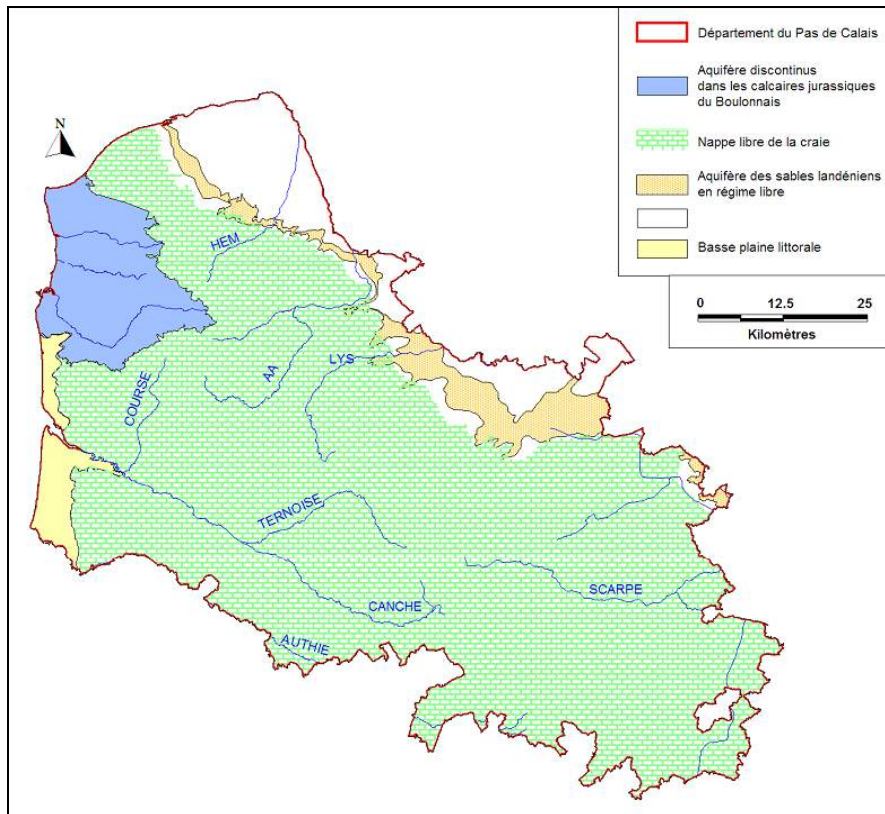 Département du Pas de Calais
Aquifère discontinus
dans les calcaires jurassiques
du Boulonnais
Nappe libre de la craie
Aquifère des sables landéniens
en régime libre
Basse plaine littorale
0 12.5 25
Kilomètres
N
HEM
LYS
AA
COURSE
TERNOISE
CANCHE
SCARPE
AUTHIE